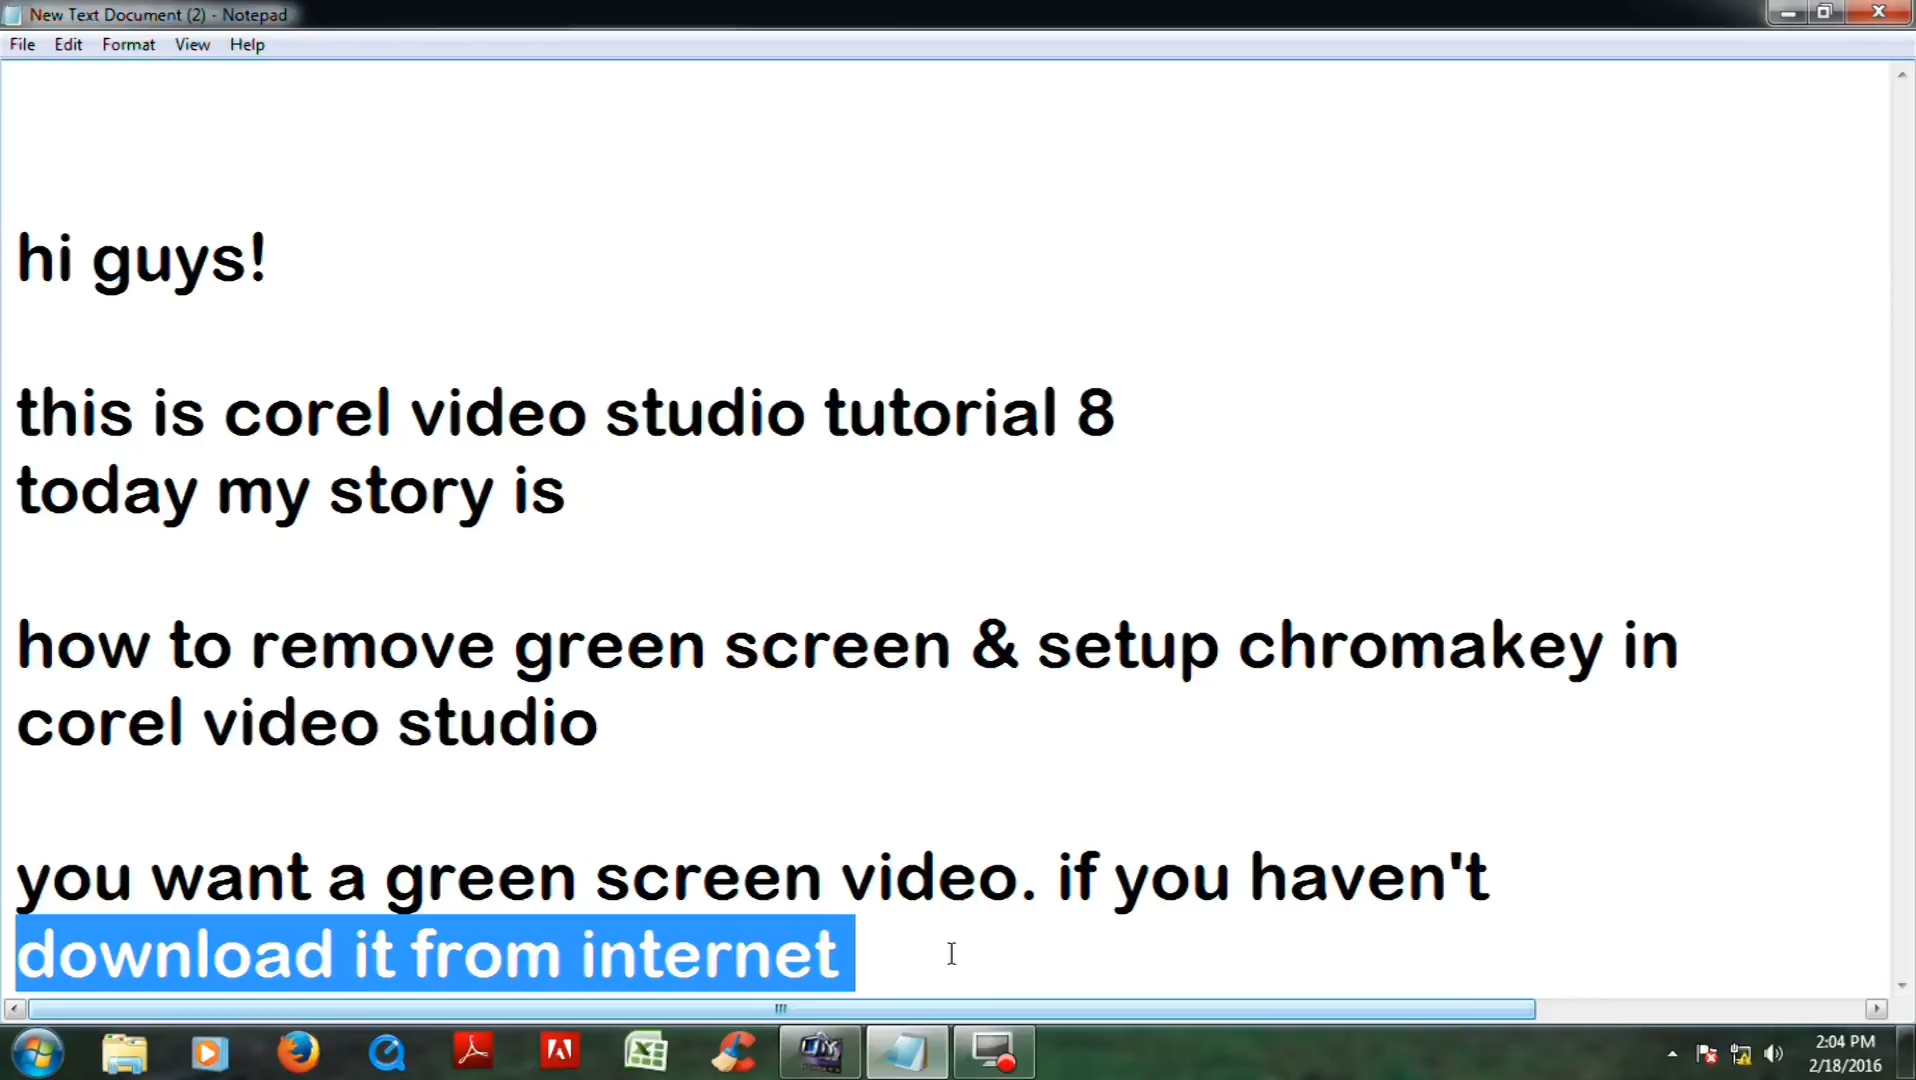 New Text Document (2) - Notepad
File Edit Format View Help
hi guys!
this is corel video studio tutorial 8
today my story is
how to remove green screen & setup chromakey in
corel video studio
you want a green screen video. if you haven't
download it from internet
2:04 PM
2/18/2016